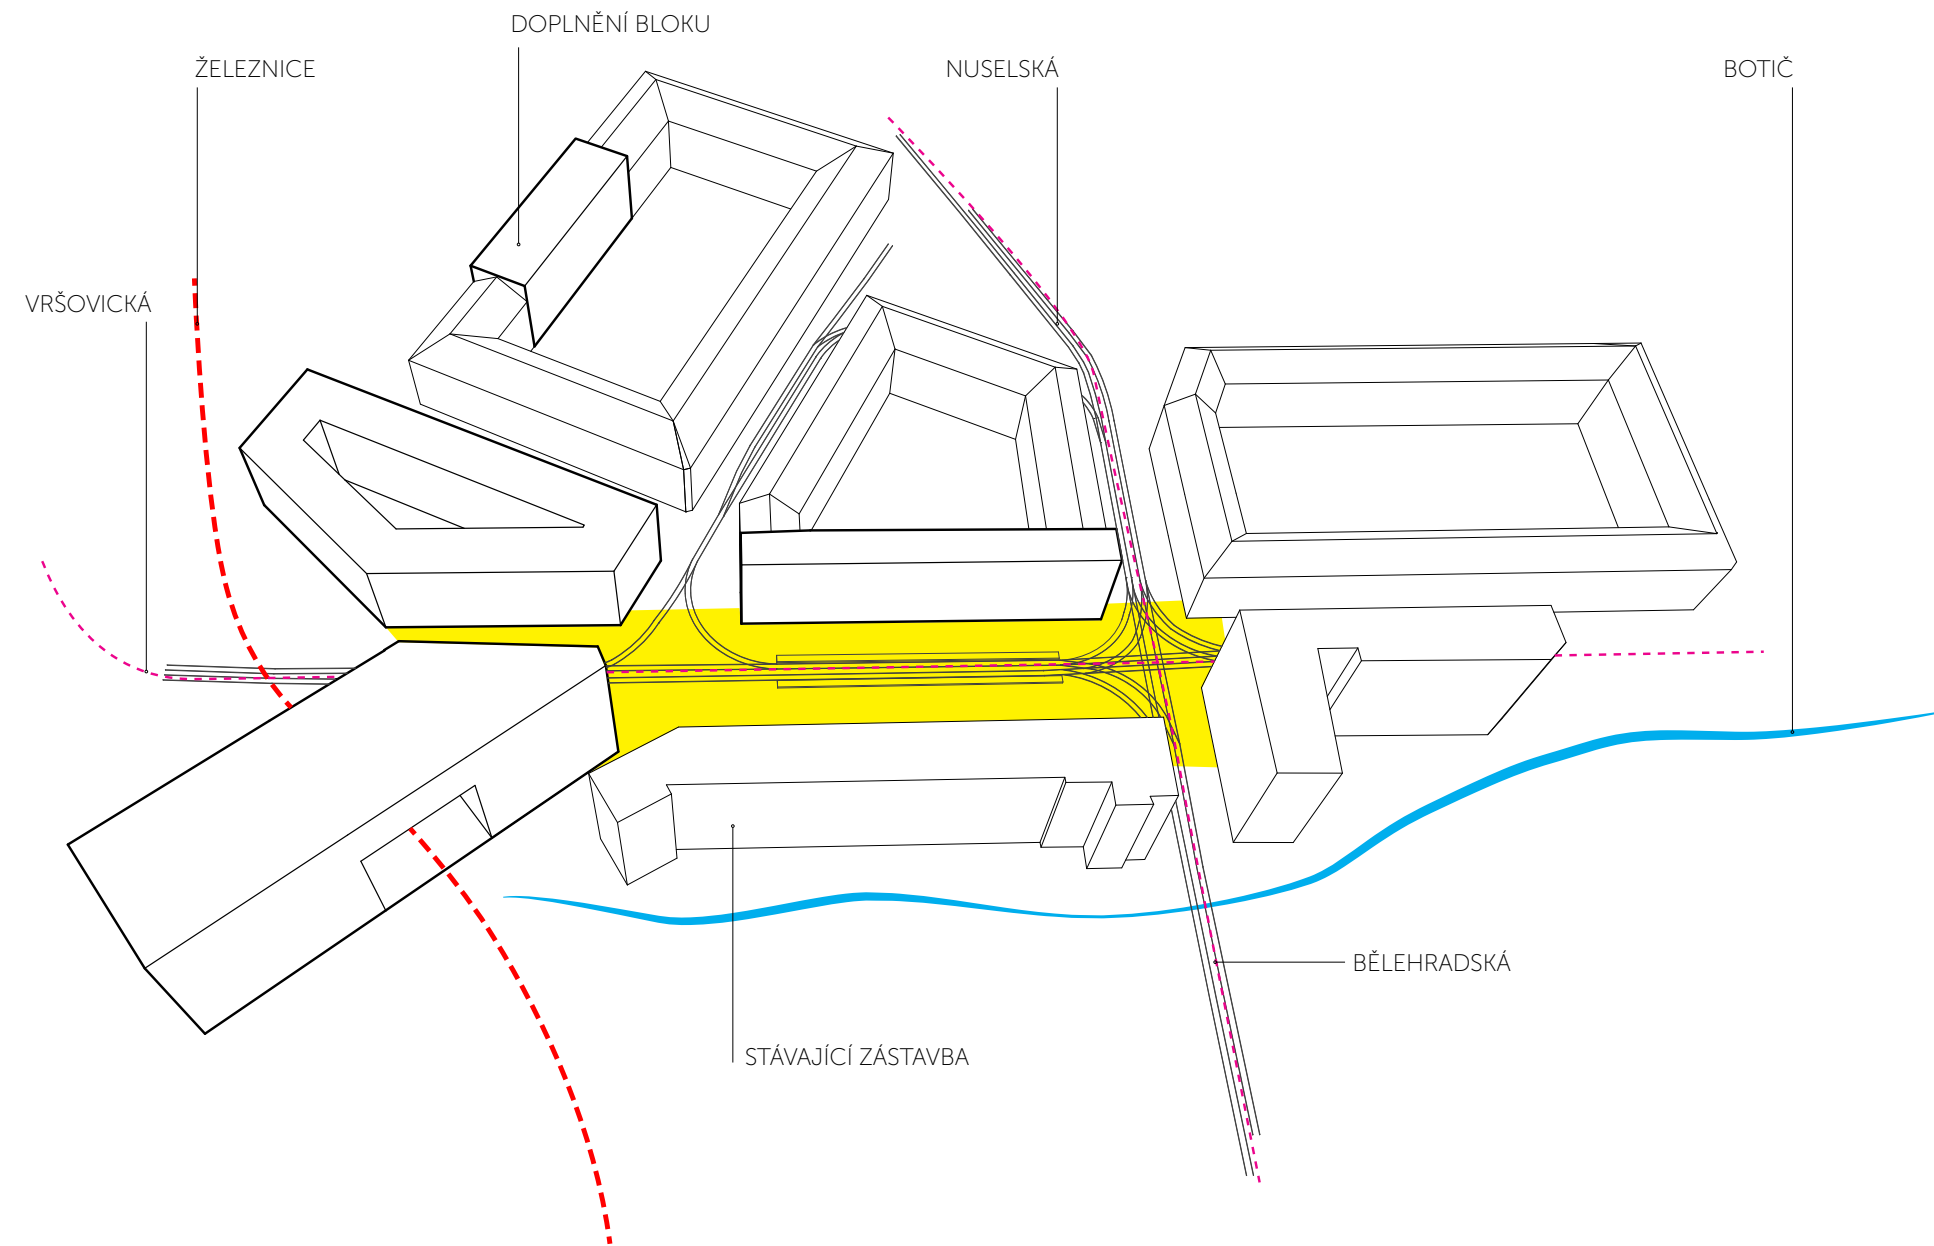 DOPLNĚNÍ BLOKU
ŽELEZNICE
NUSELSKÁ
BOTIČ
VRŠOVICKÁ
BĚLEHRADSKÁ
STÁVAJÍCÍ ZÁSTAVBA